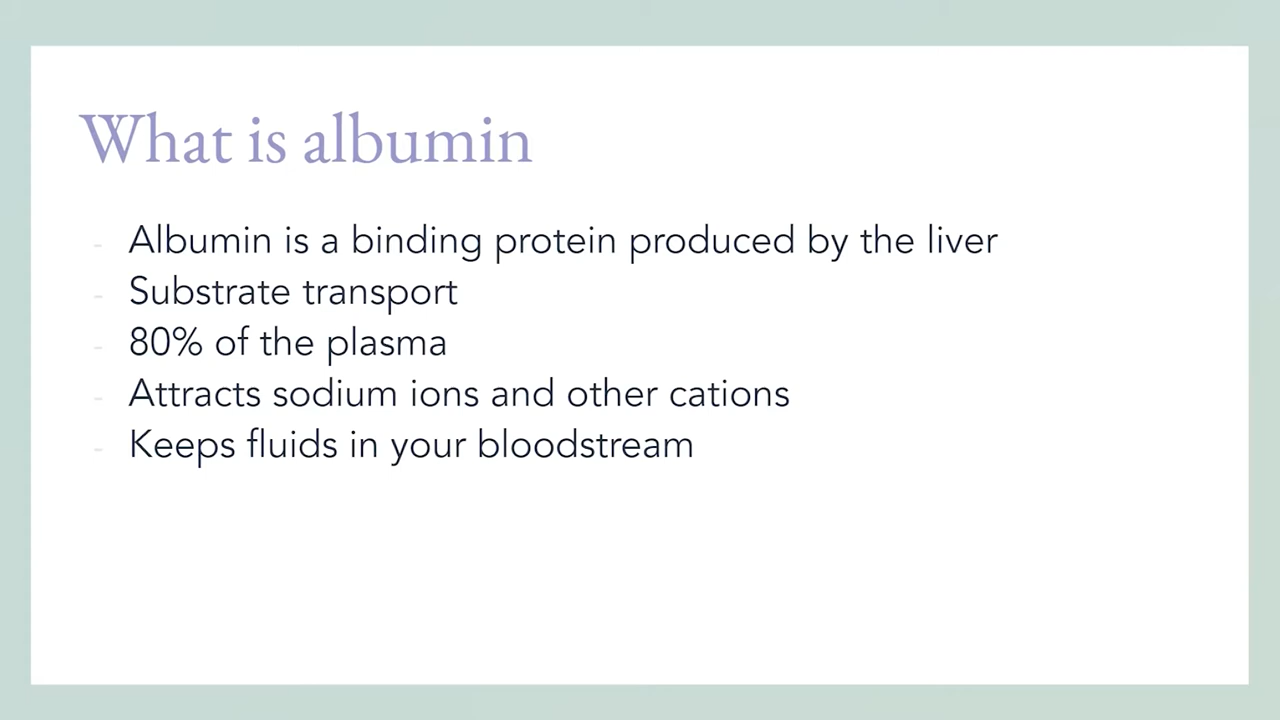 What is albumin
- Albumin is a binding protein produced by the liver
- Substrate transport
- 80% of the plasma
- Attracts sodium ions and other cations
- Keeps fluids in your bloodstream